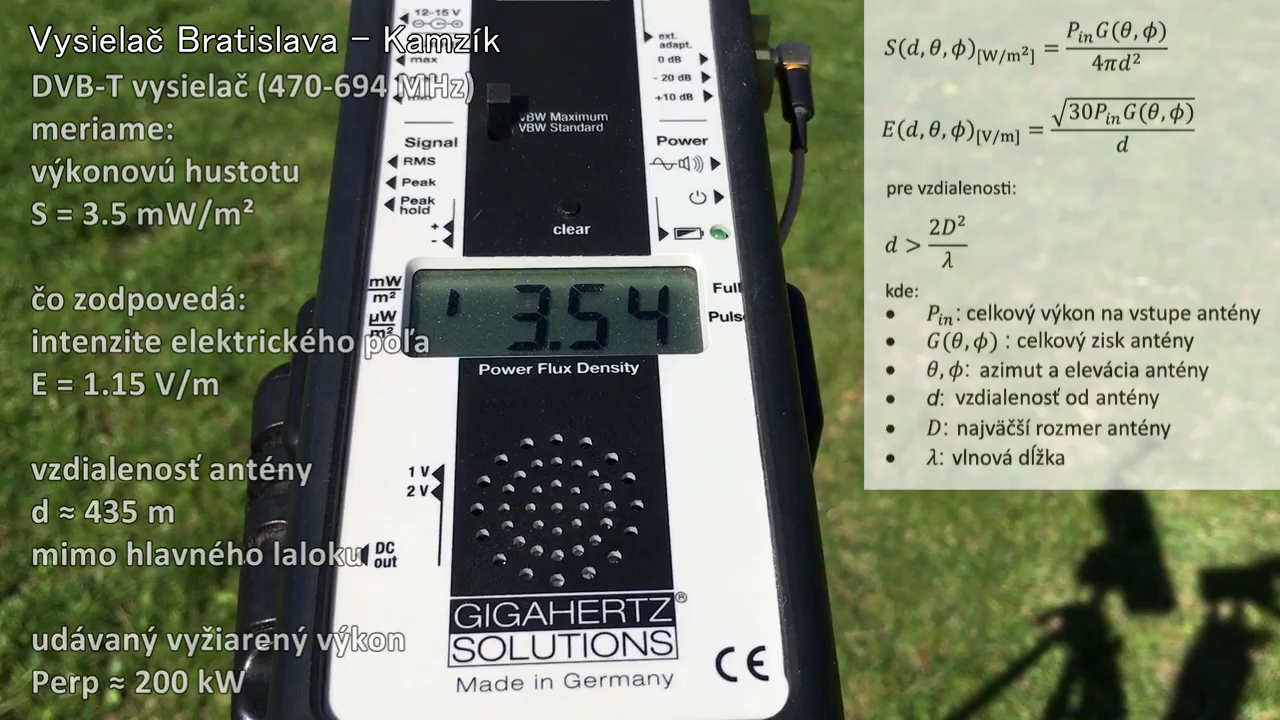 Vysielač Bratislava – Kamzík
DVB-T vysielač (470-694 MHz)
meriame:
výkonovú hustotu
S = 3.5 mW/m²
čo zodpovedá:
intenzite elektrického poľa
E = 1.15 V/m
vzdialenosť antény
d ≈ 435 m
mimo hlavného laloku
udávaný vyžiarený výkon
Perp ≈ 200 kW
12-15 V
max
VBW Maximum
VBW Standard
Signal
RMS
Peak
Peak
hold
+
-
clear
ext.
adapt.
0 dB
- 20 dB
+10 dB
Power
mW
m²
µW
m²
3.54
Full
Pulse
Power Flux Density
1 V
2 V
DC
out
GIGAHERTZ®
SOLUTIONS
Made in Germany
CE
S(d,θ,ϕ)[W/m²] = PinG(θ,ϕ) / 4πd²
E(d,θ,ϕ)[V/m] = √30PinG(θ,ϕ) / d
pre vzdialenosti:
d > 2D² / λ
kde:
• Pin: celkový výkon na vstupe antény
• G(θ,ϕ) : celkový zisk antény
• θ,ϕ: azimut a elevácia antény
• d: vzdialenosť od antény
• D: najväčší rozmer antény
• λ: vlnová dĺžka